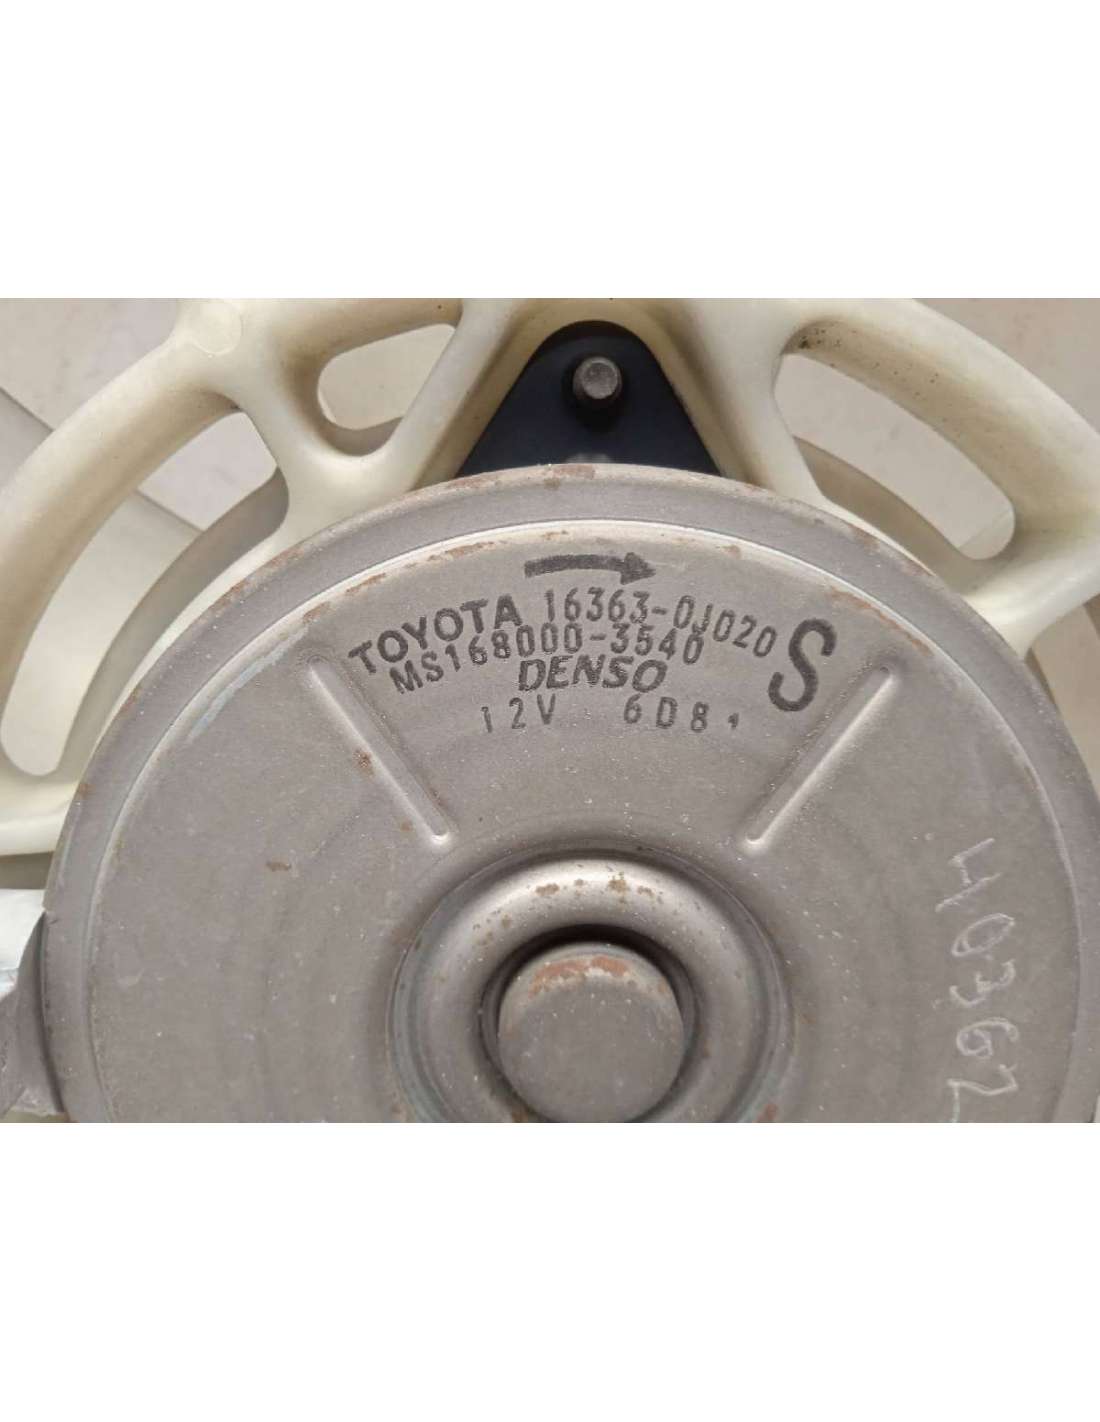 TOYOTA 16363-0J020 S
MS168000-3540
DENSO
12V 6D8
40362